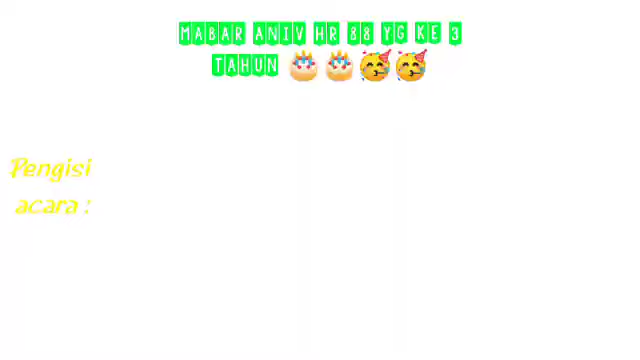 MABAR ANIV HR 88 YG KE 3
TAHUN 🎂🎂🥳🥳
Pengisi
acara :